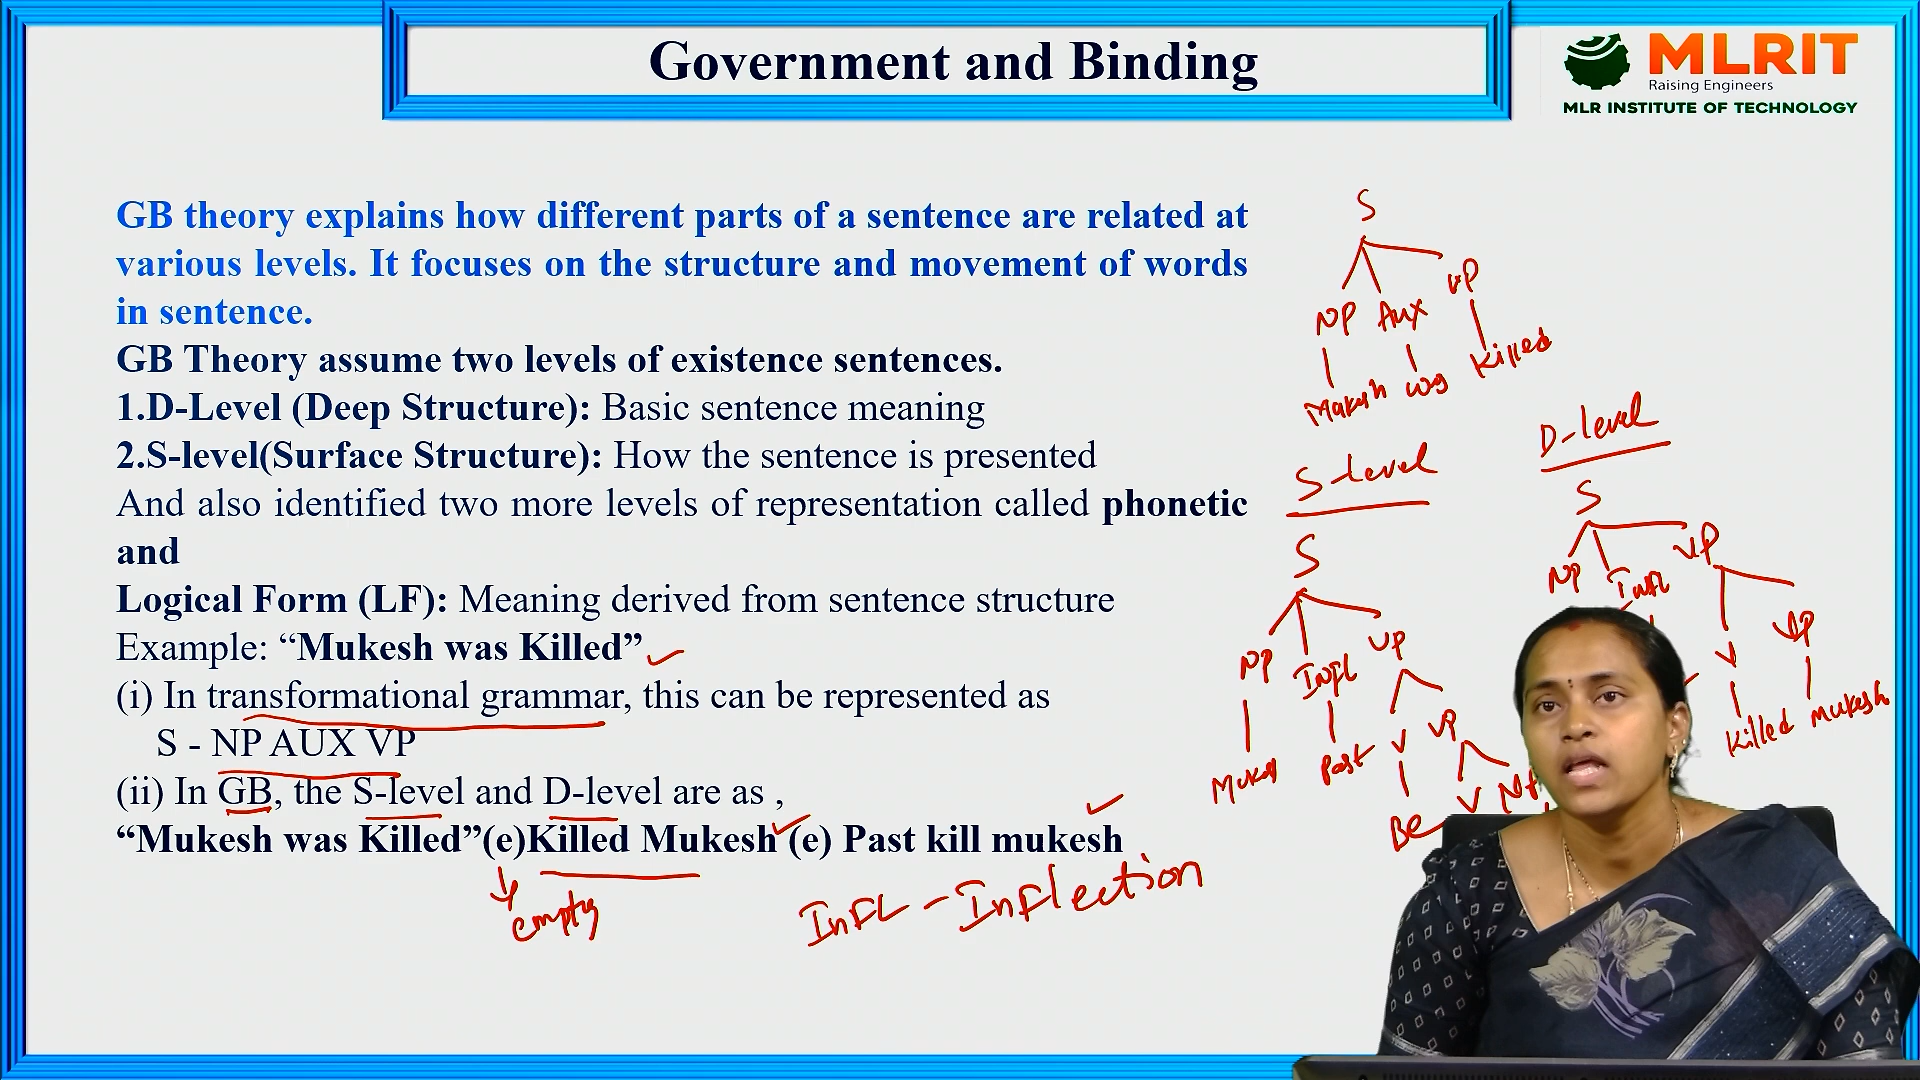 Government and Binding
MLRIT
Raising Engineers
MLR INSTITUTE OF TECHNOLOGY
GB theory explains how different parts of a sentence are related at
various levels. It focuses on the structure and movement of words
in sentence.
GB Theory assume two levels of existence sentences.
1.D-Level (Deep Structure): Basic sentence meaning
2.S-level(Surface Structure): How the sentence is presented
And also identified two more levels of representation called phonetic
and
Logical Form (LF): Meaning derived from sentence structure
Example: “Mukesh was Killed”
(i) In transformational grammar, this can be represented as
S - NP AUX VP
(ii) In GB, the S-level and D-level are as ,
“Mukesh was Killed”(e)Killed Mukesh (e) Past kill mukesh
empty
InFL - Inflection
S
NP AUX VP
Mukesh was Killed
S-level
S
NP INFL VP
Past V VP
Be V
D-level
S
NP Infl VP
V NP
Killed Mukesh